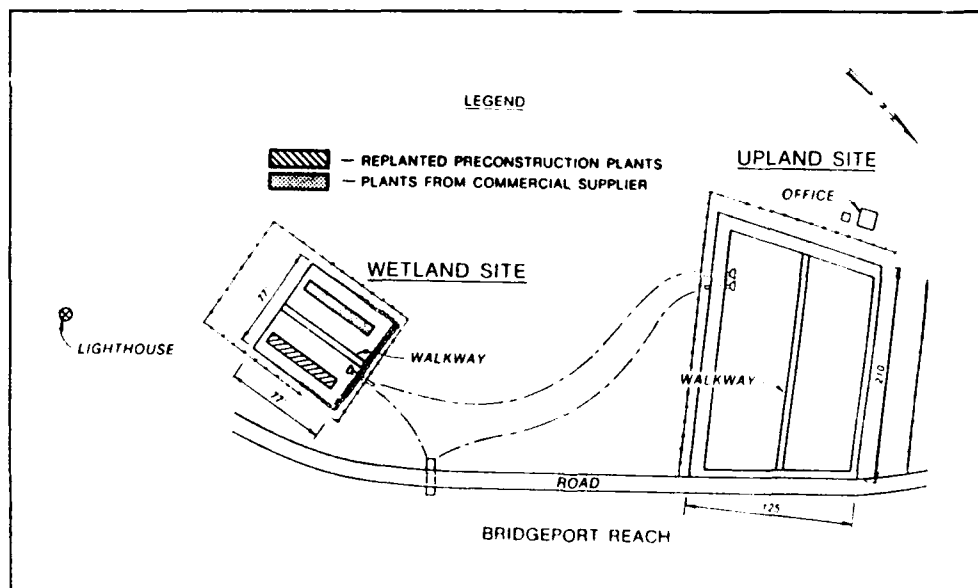 LEGEND
— REPLANTED PRECONSTRUCTION PLANTS
— PLANTS FROM COMMERCIAL SUPPLIER
UPLAND SITE
OFFICE
WETLAND SITE
77
LIGHTHOUSE
WALKWAY
WALKWAY
210
77
ROAD
125
BRIDGEPORT REACH